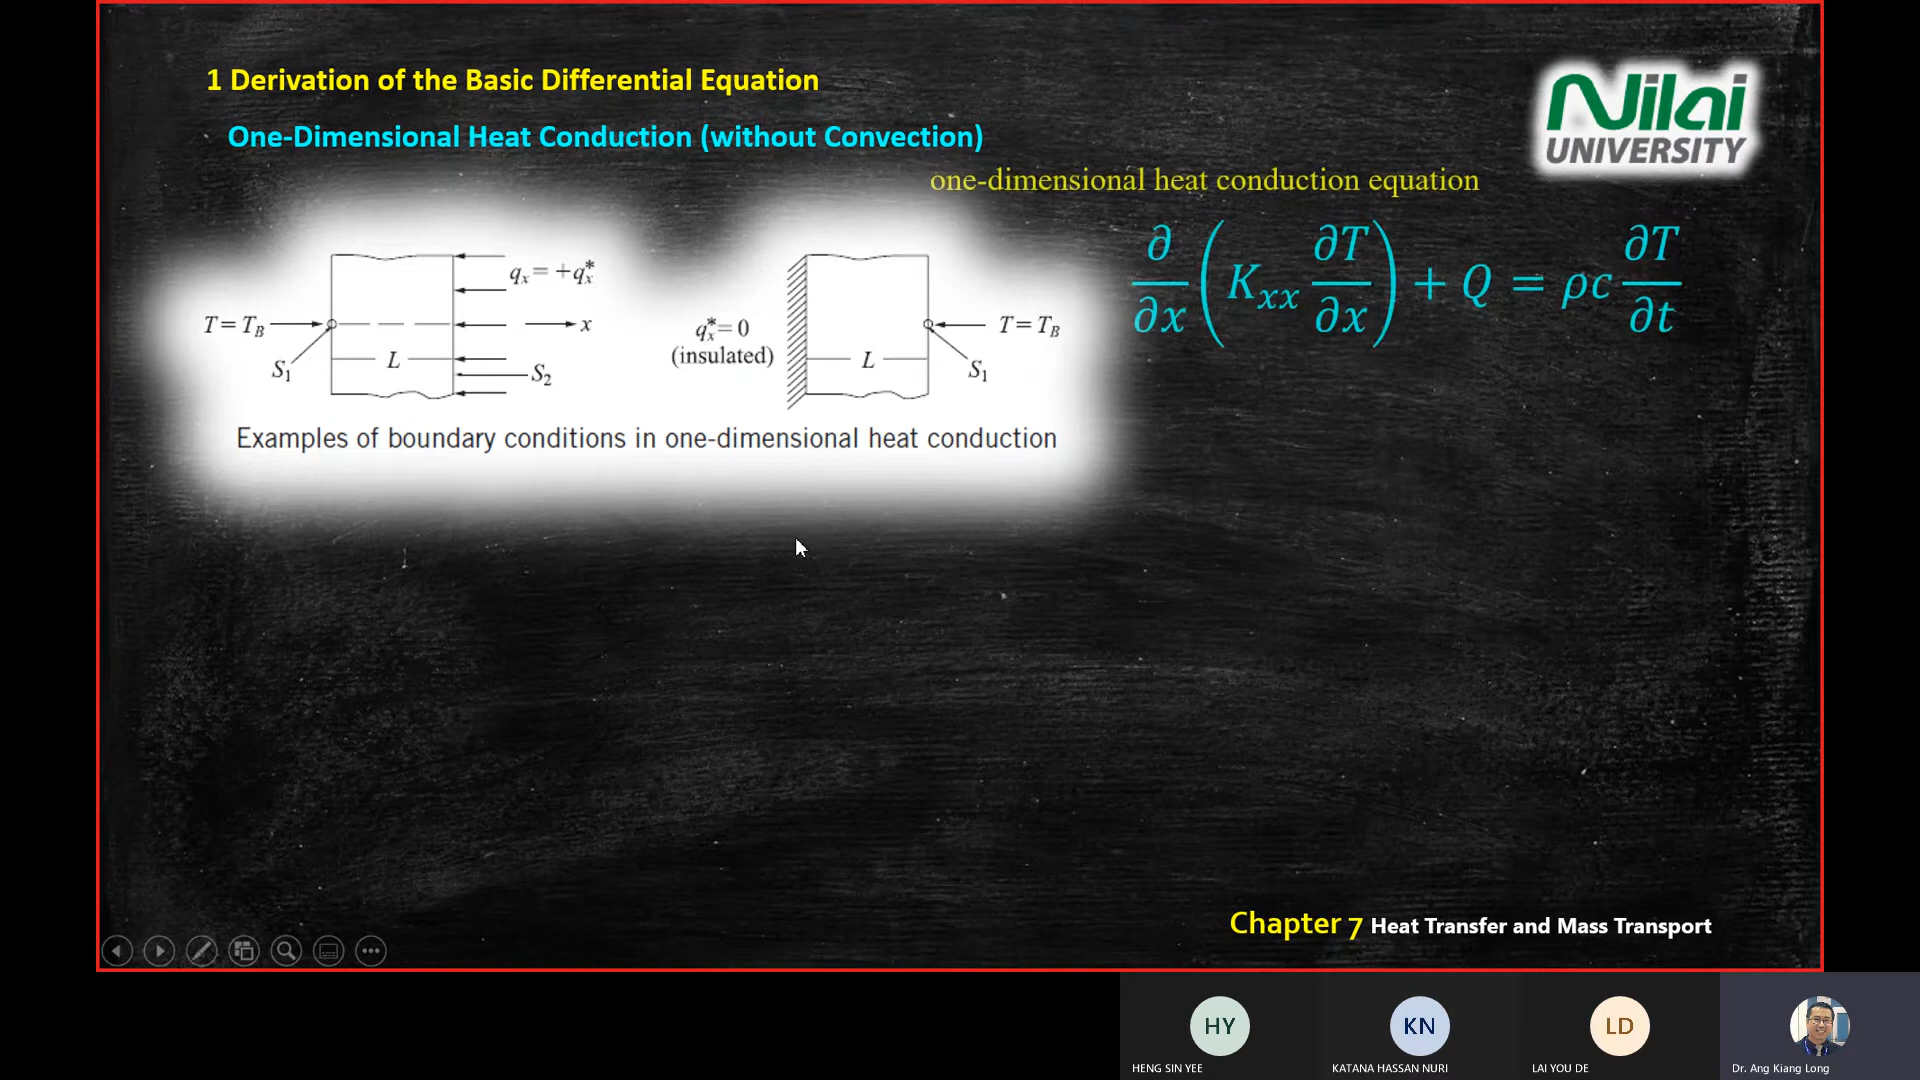 1 Derivation of the Basic Differential Equation
One-Dimensional Heat Conduction (without Convection)
Nilai
UNIVERSITY
one-dimensional heat conduction equation
∂/∂x (K_xx ∂T/∂x) + Q = ρc ∂T/∂t
q_x = +q_x^*
T = T_B
x
S_1
L
S_2
q_x^* = 0
(insulated)
L
T = T_B
S_1
Examples of boundary conditions in one-dimensional heat conduction
Chapter 7 Heat Transfer and Mass Transport
HY
KN
LD
HENG SIN YEE
KATANA HASSAN NURI
LAI YOU DE
Dr. Ang Kiang Long